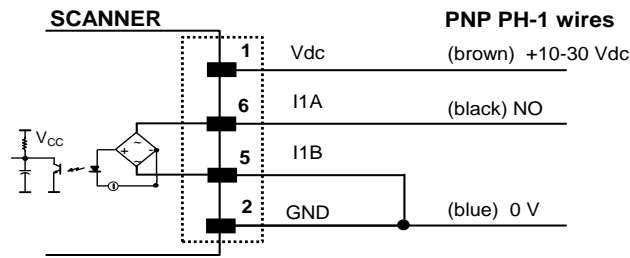 SCANNER PNP PH-1 wires
1 Vdc (brown) +10-30 Vdc
6 I1A (black) NO
VCC + ~ - ~
5 I1B
2 GND (blue) 0 V